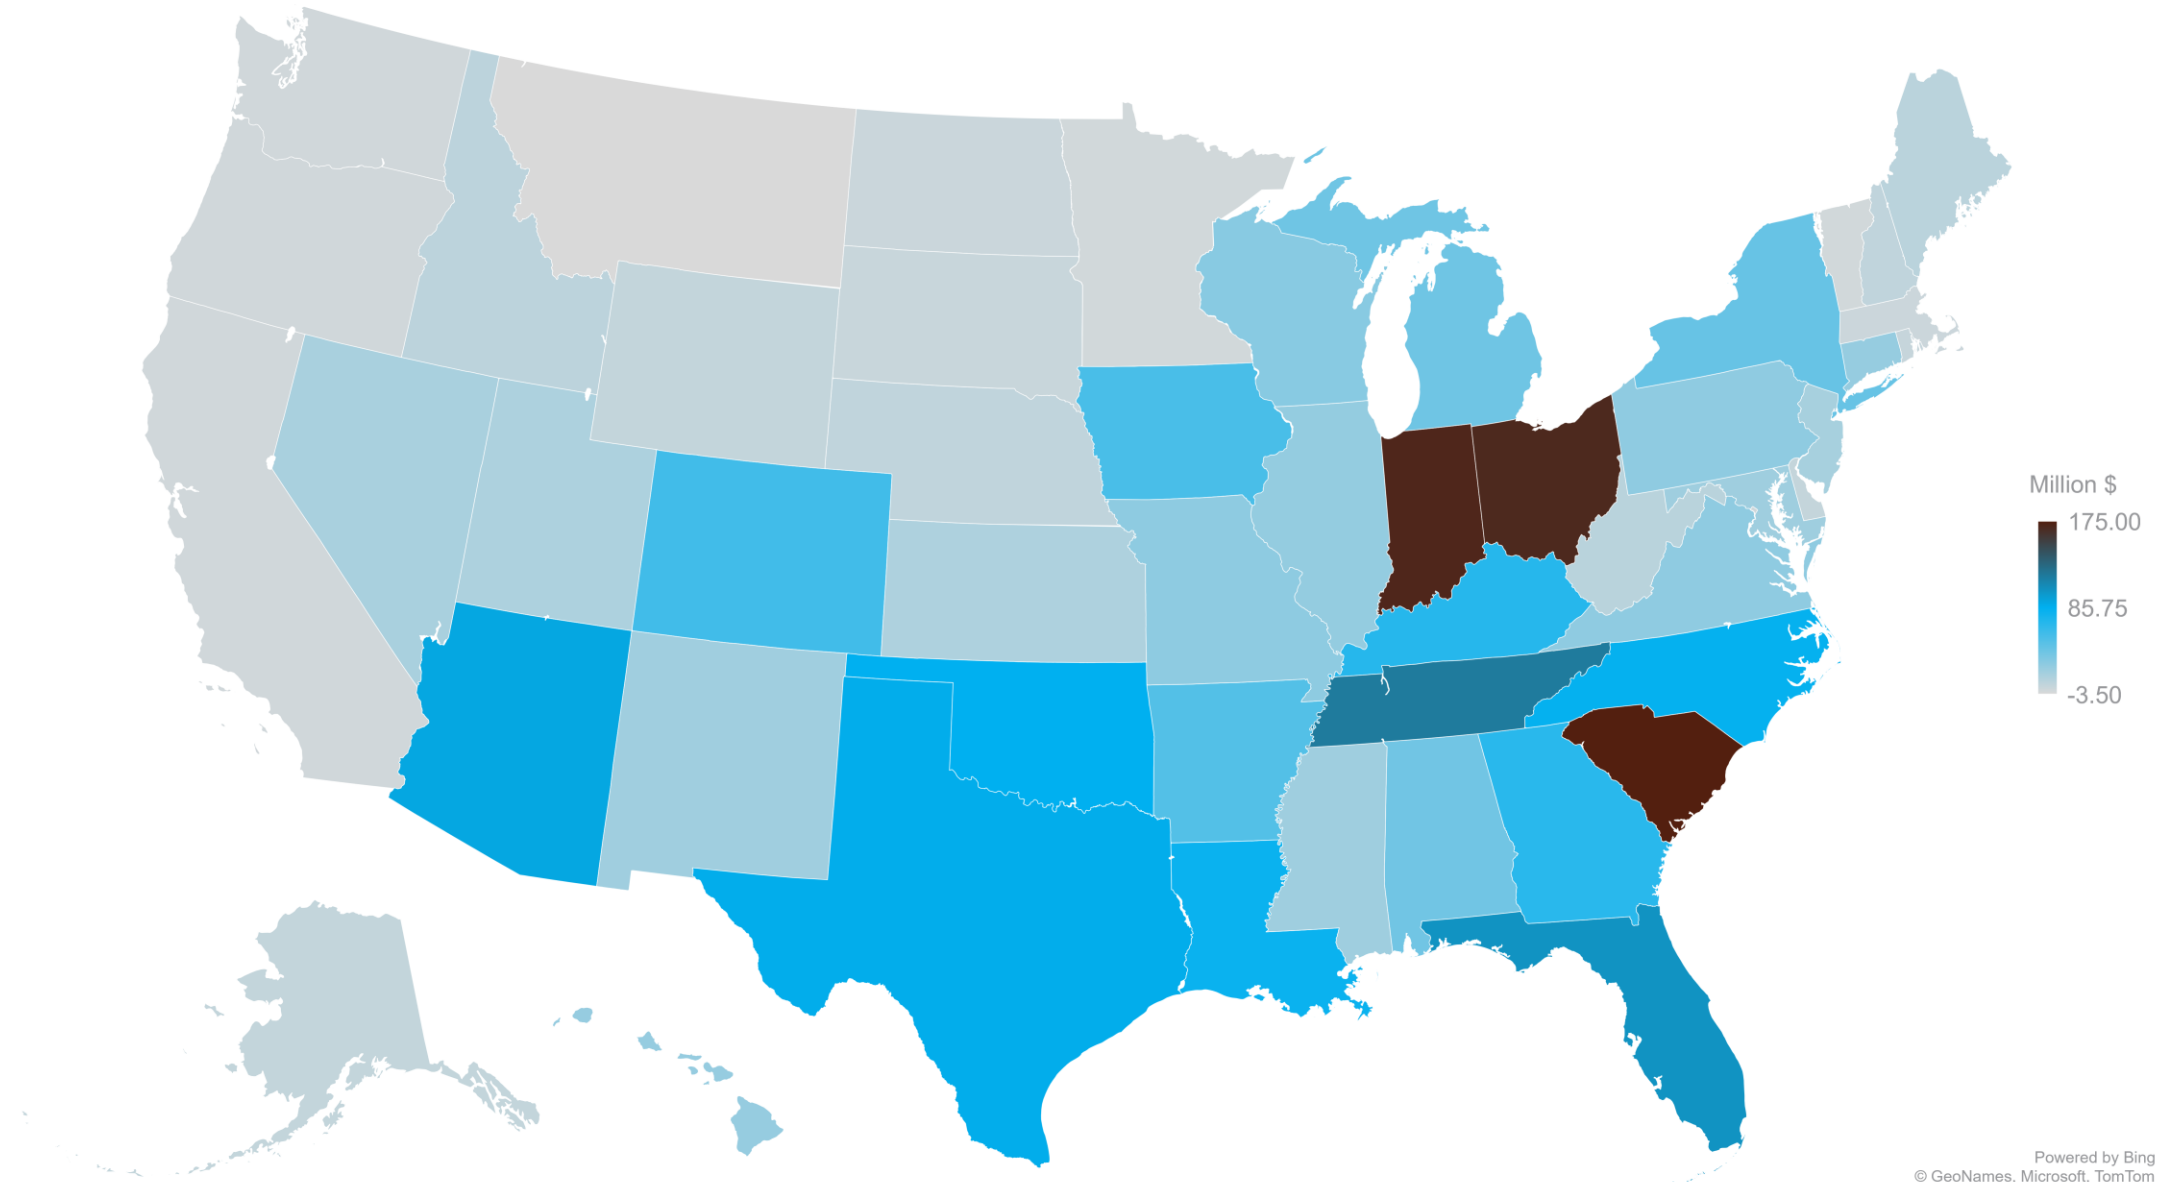 Million $
175.00
85.75
-3.50
Powered by Bing
© GeoNames, Microsoft, TomTom